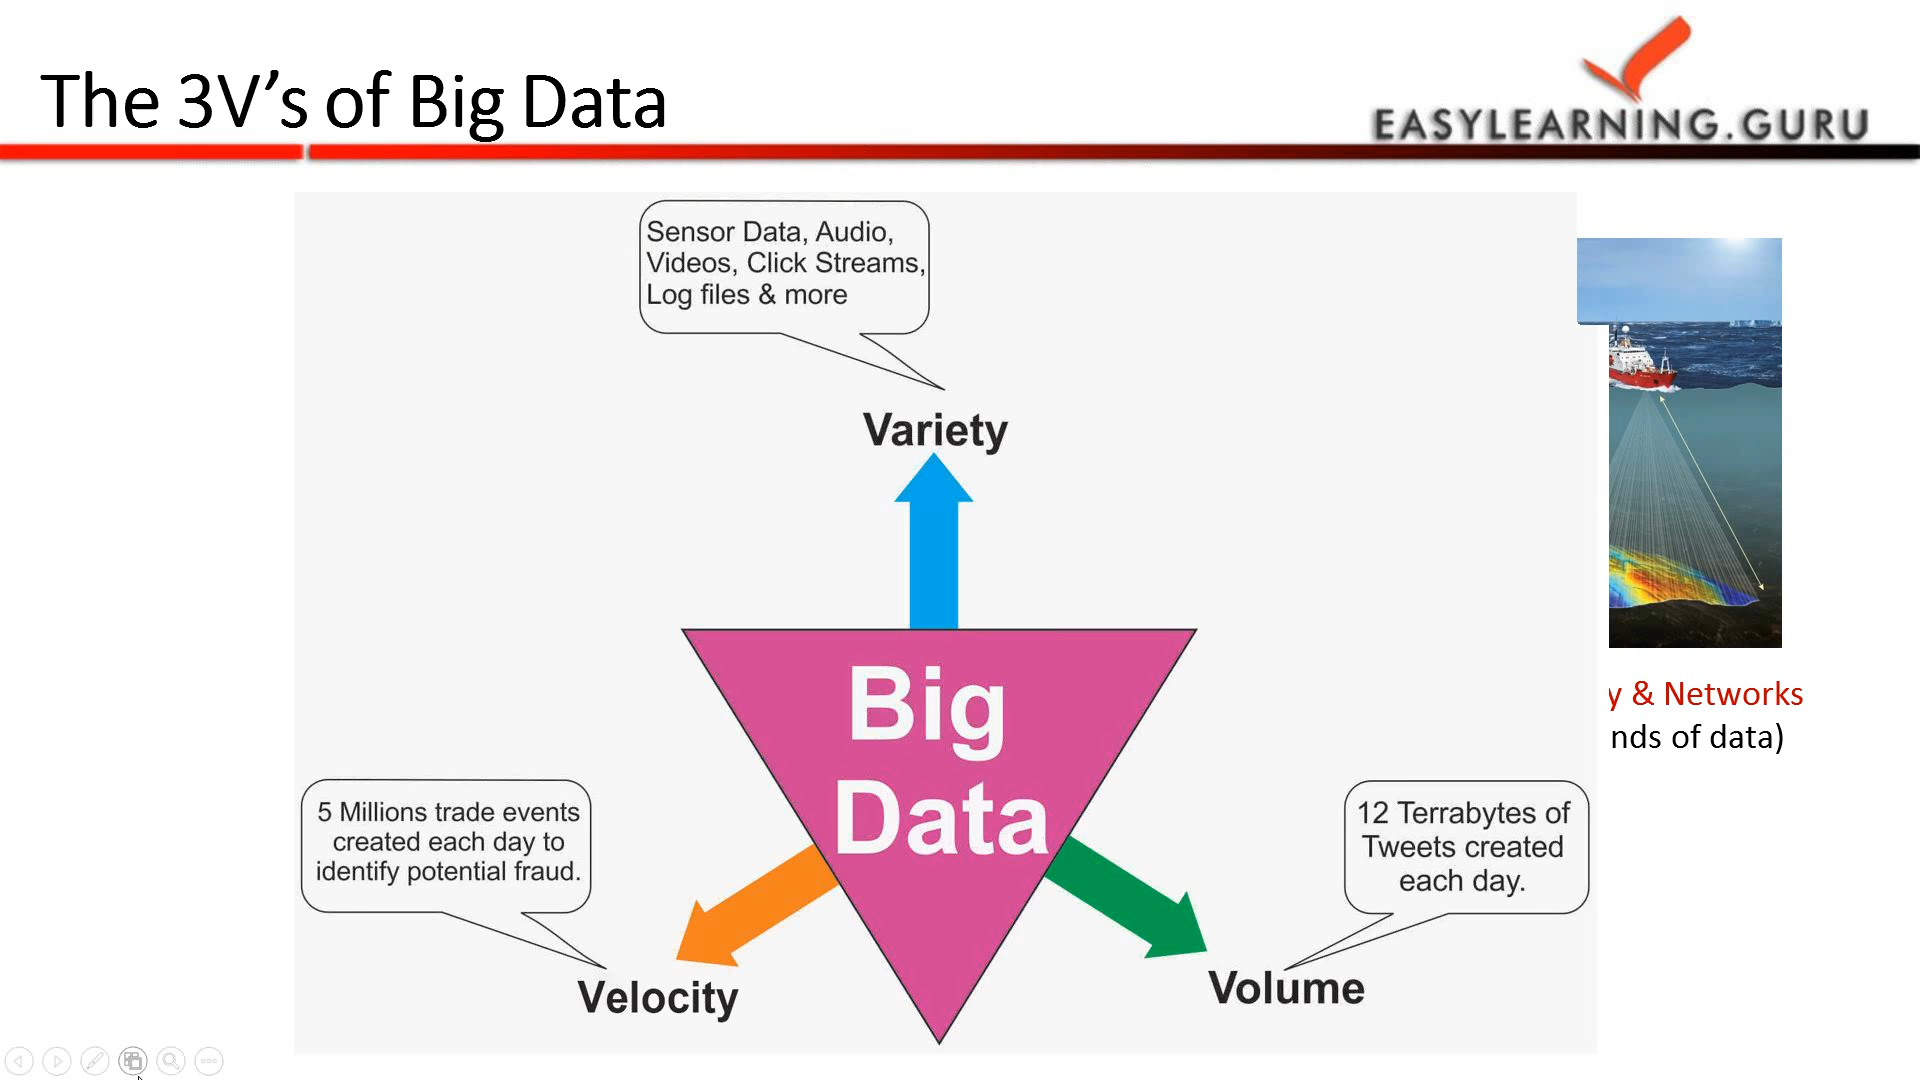 The 3V’s of Big Data
EASYLEARNING.GURU
Sensor Data, Audio,
Videos, Click Streams,
Log files & more
Variety
Big
Data
5 Millions trade events
created each day to
identify potential fraud.
Velocity
12 Terrabytes of
Tweets created
each day.
Volume
y & Networks
nds of data)